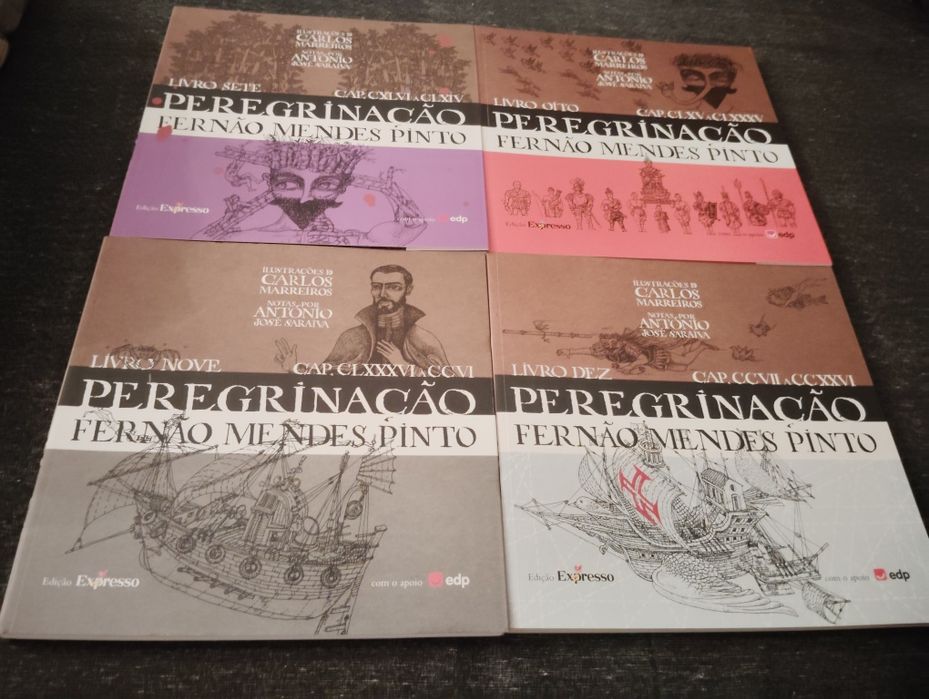 ILUSTRAÇÕES D
CARLOS
MARREIROS
NOTAS POR
ANTÓNIO
JOSÉ SARAIVA
LIVRO SETE
CAP. CXLVI A CLXIV
PEREGRINAÇÃO
FERNÃO MENDES PINTO
Edição Expresso
com o apoio edp
ILUSTRAÇÕES D
CARLOS
MARREIROS
NOTAS POR
ANTÓNIO
JOSÉ SARAIVA
LIVRO OITO
CAP. CLXV A CLXXXV
PEREGRINAÇÃO
FERNÃO MENDES PINTO
Edição Expresso
com o apoio edp
ILUSTRAÇÕES D
CARLOS
MARREIROS
NOTAS POR
ANTÓNIO
JOSÉ SARAIVA
LIVRO NOVE
CAP. CLXXXVI A CCVI
PEREGRINAÇÃO
FERNÃO MENDES PINTO
Edição Expresso
com o apoio edp
ILUSTRAÇÕES D
CARLOS
MARREIROS
NOTAS POR
ANTÓNIO
JOSÉ SARAIVA
LIVRO DEZ
CAP. CCVII A CCXXVI
PEREGRINAÇÃO
FERNÃO MENDES PINTO
Edição Expresso
com o apoio edp